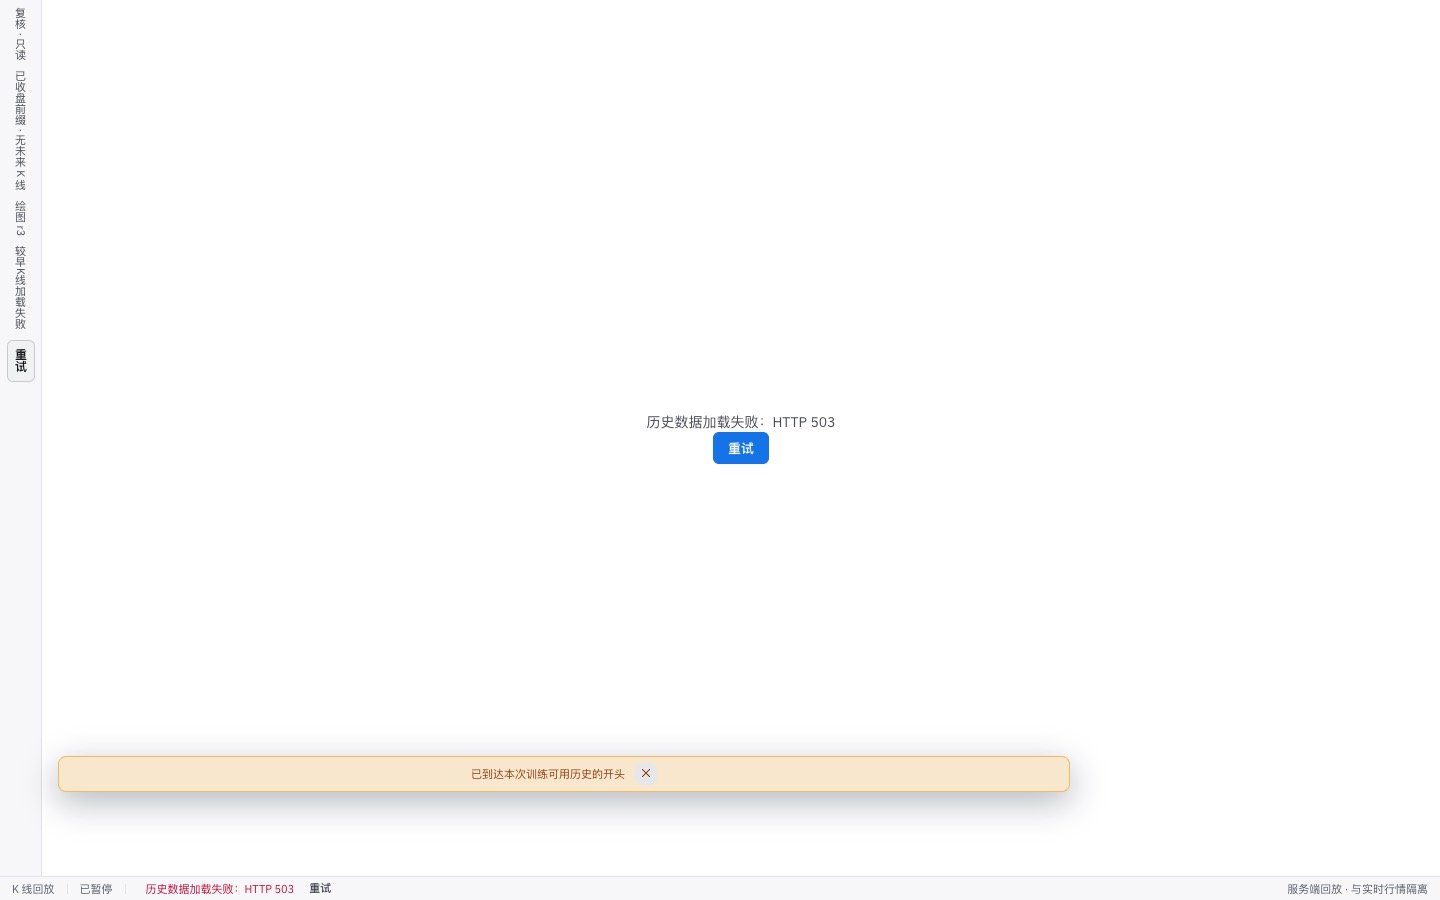 复核 · 只读
已收盘前缀 · 无未来 K 线
绘图 r3
较早K线加载失败
重试
历史数据加载失败：HTTP 503
重试
已到达本次训练可用历史的开头 ×
K 线回放 已暂停 历史数据加载失败：HTTP 503 重试 服务端回放 · 与实时行情隔离